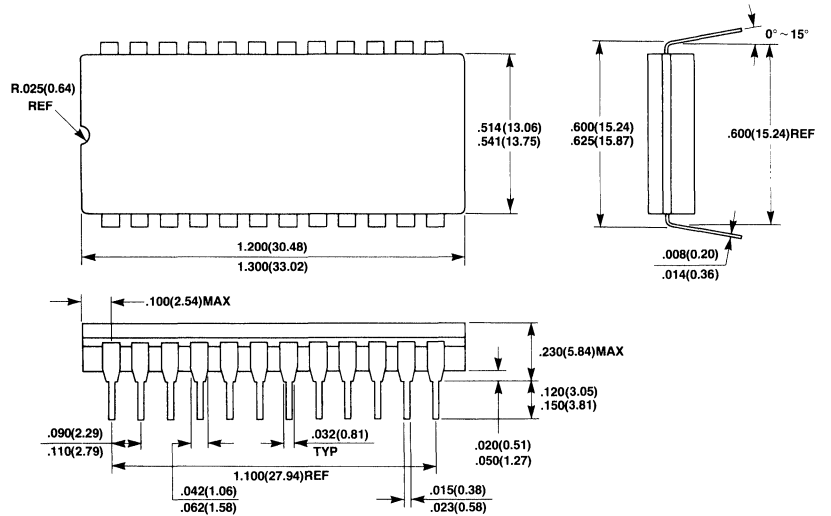 R.025(0.64)
REF
.514(13.06)
.541(13.75)
.600(15.24)
.625(15.87)
0° ~ 15°
.600(15.24)REF
1.200(30.48)
1.300(33.02)
.008(0.20)
.014(0.36)
.100(2.54)MAX
.230(5.84)MAX
.120(3.05)
.150(3.81)
.090(2.29)
.110(2.79)
.032(0.81)
TYP
.020(0.51)
.050(1.27)
1.100(27.94)REF
.042(1.06)
.062(1.58)
.015(0.38)
.023(0.58)